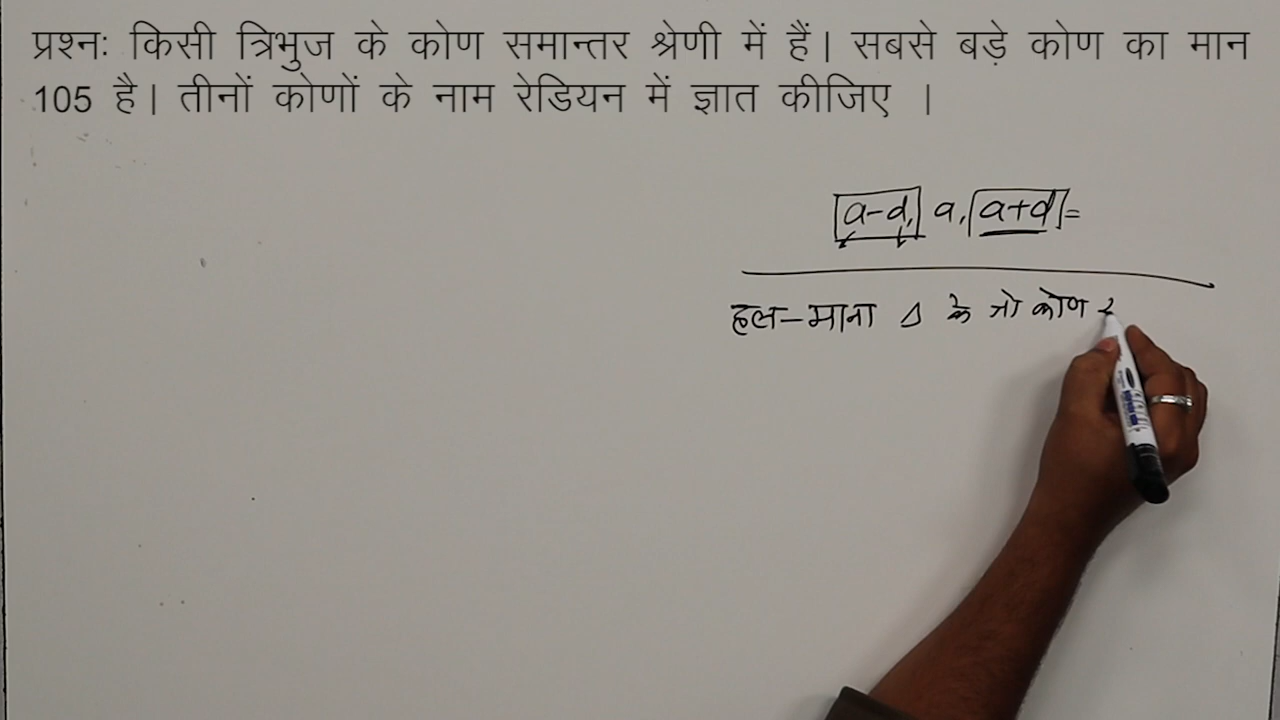 प्रश्नः किसी त्रिभुज के कोण समान्तर श्रेणी में हैं। सबसे बड़े कोण का मान
105 है। तीनों कोणों के नाम रेडियन में ज्ञात कीजिए ।
a-d, a, a+d =
हल-माना Δ के जो कोण